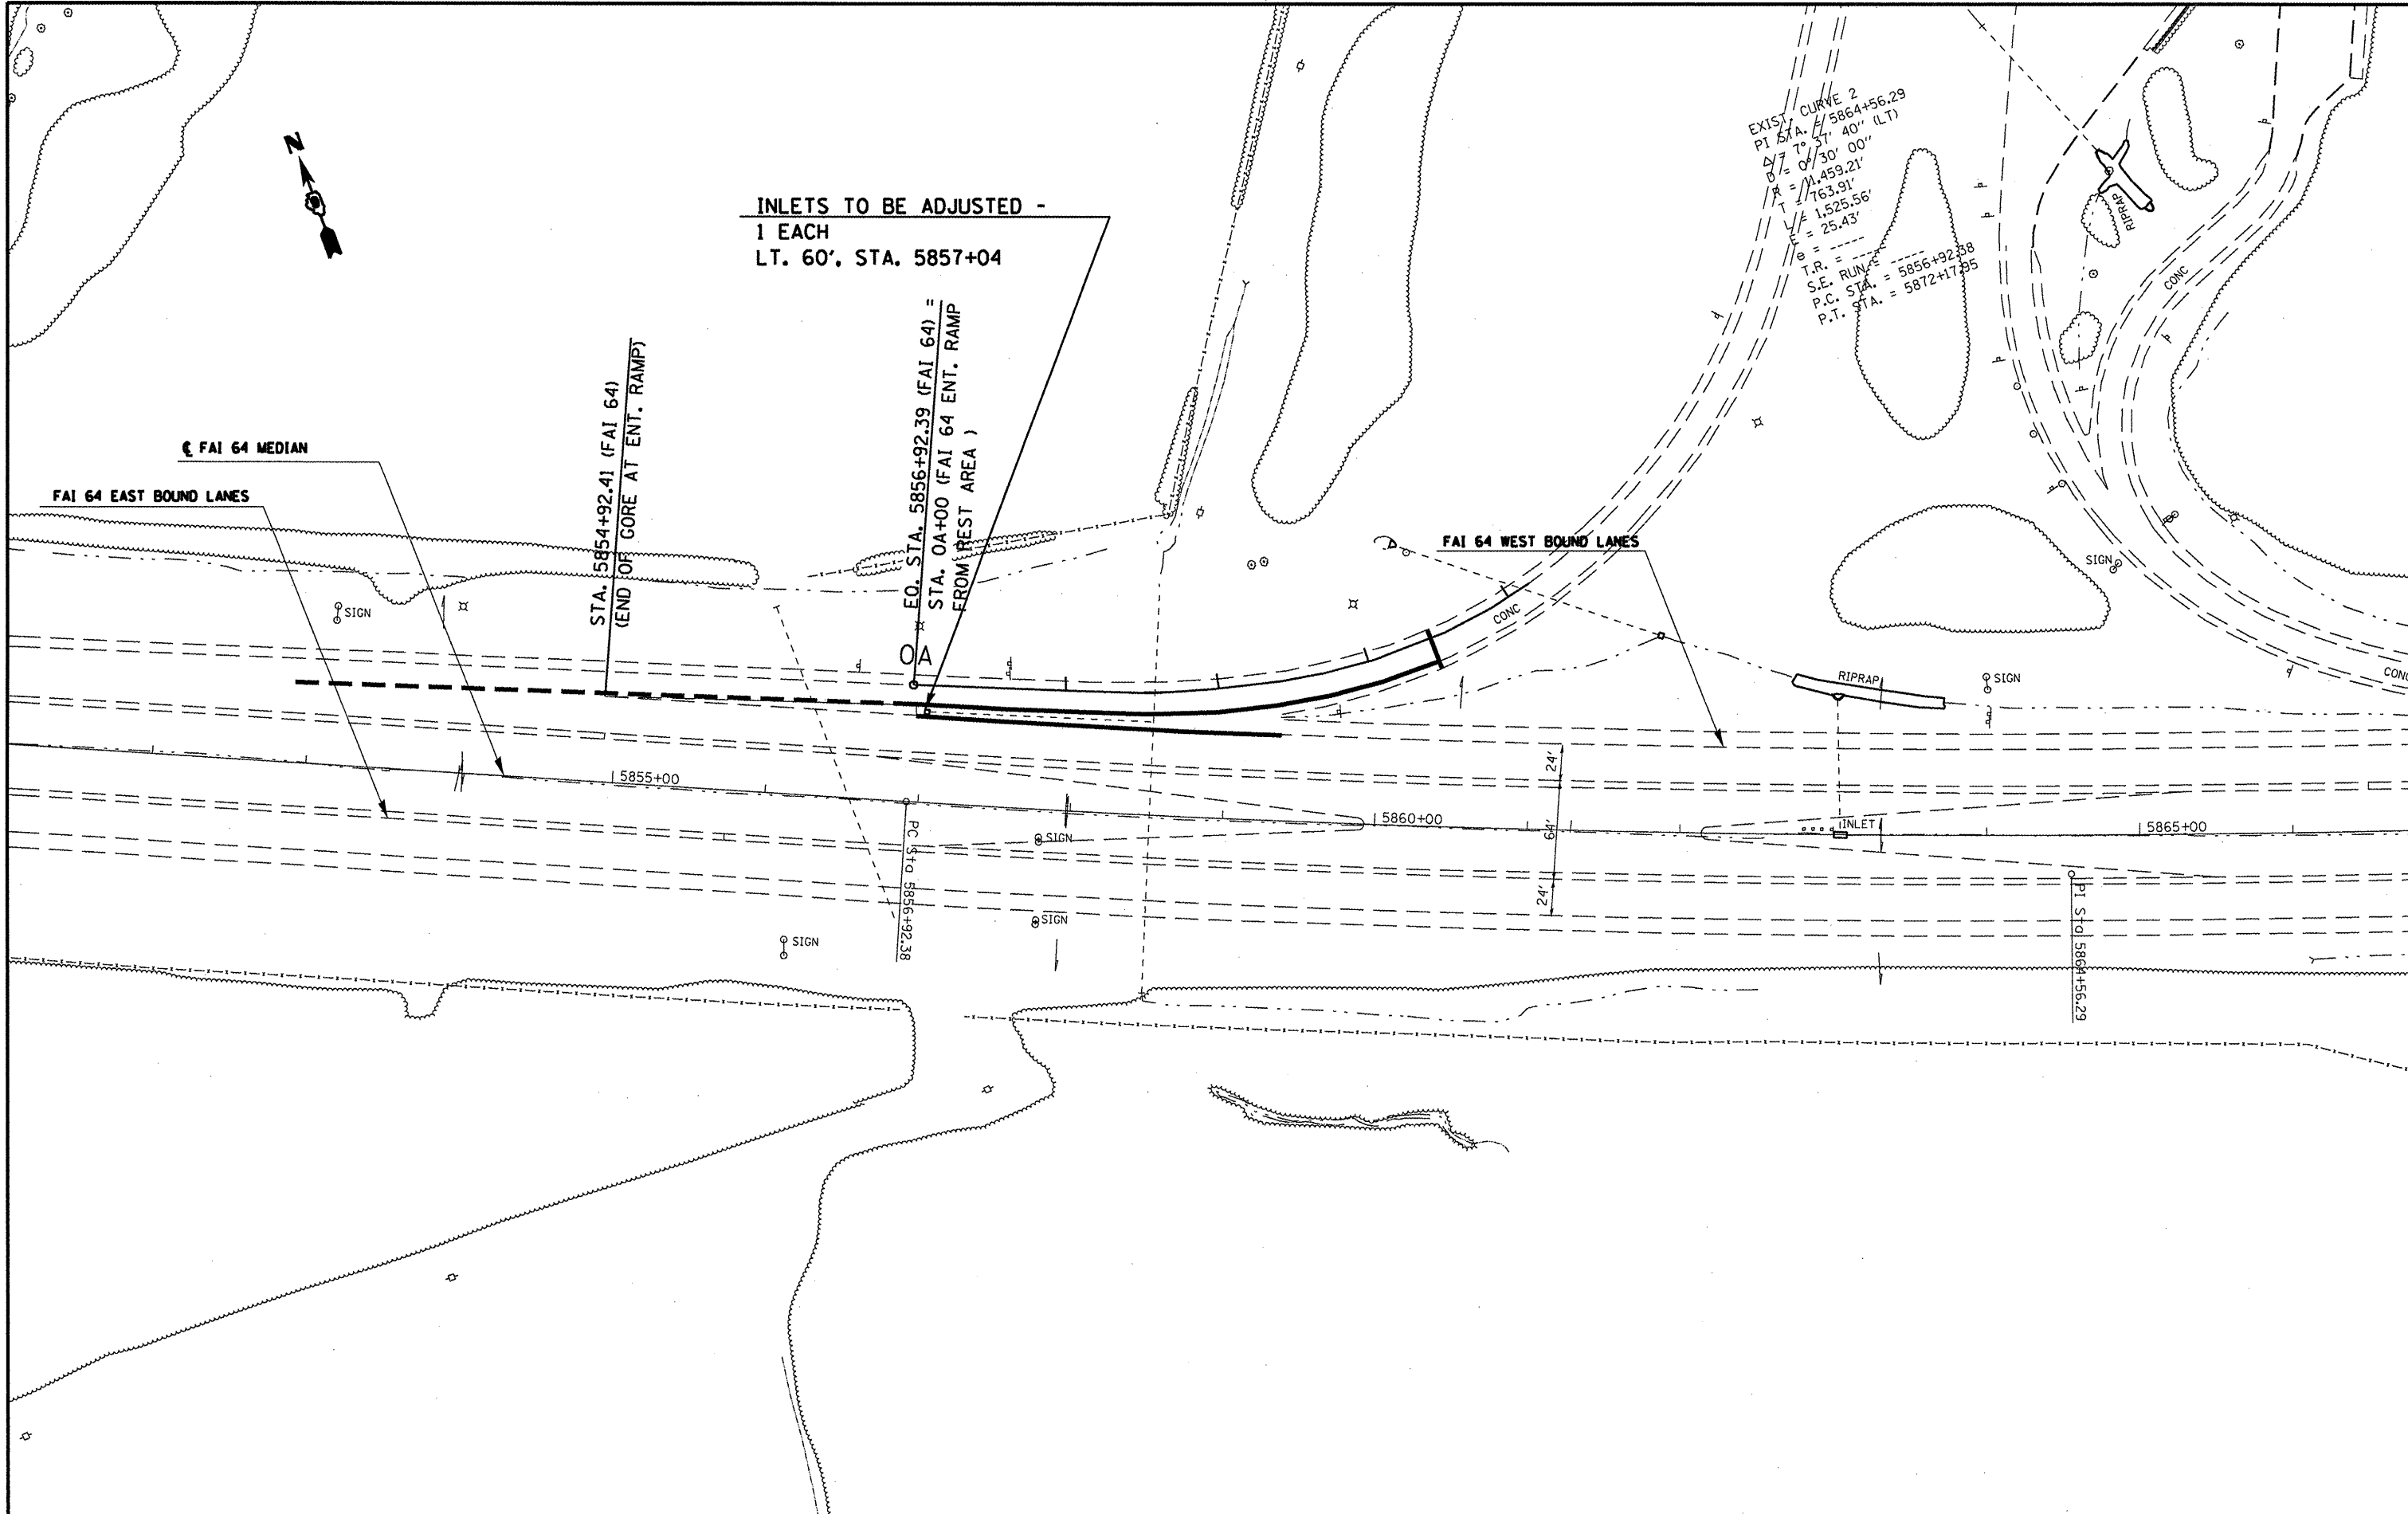 N
INLETS TO BE ADJUSTED -
1 EACH
LT. 60', STA. 5857+04
EXIST. CURVE 2
PI STA. = 5864+56.29
Δ = 7° 37' 40" (LT)
D = 0° 30' 00"
R = 11,459.21'
T = 763.91'
L = 1,525.56'
E = 25.43'
e = -----
T.R. = -----
S.E. RUN = -----
P.C. STA. = 5856+92.38
P.T. STA. = 5872+17.95
RIPRAP
CONC
℄ FAI 64 MEDIAN
FAI 64 EAST BOUND LANES
STA. 5854+92.41 (FAI 64)
(END OF GORE AT ENT. RAMP)
EQ. STA. 5856+92.39 (FAI 64) =
STA. 0A+00 (FAI 64 ENT. RAMP
FROM REST AREA )
FAI 64 WEST BOUND LANES
SIGN
SIGN
CONC
0A
RIPRAP
SIGN
CONC
24'
64'
24'
5855+00
5860+00
INLET
5865+00
SIGN
SIGN
SIGN
PC Sta 5856+92.38
PI Sta 5864+56.29